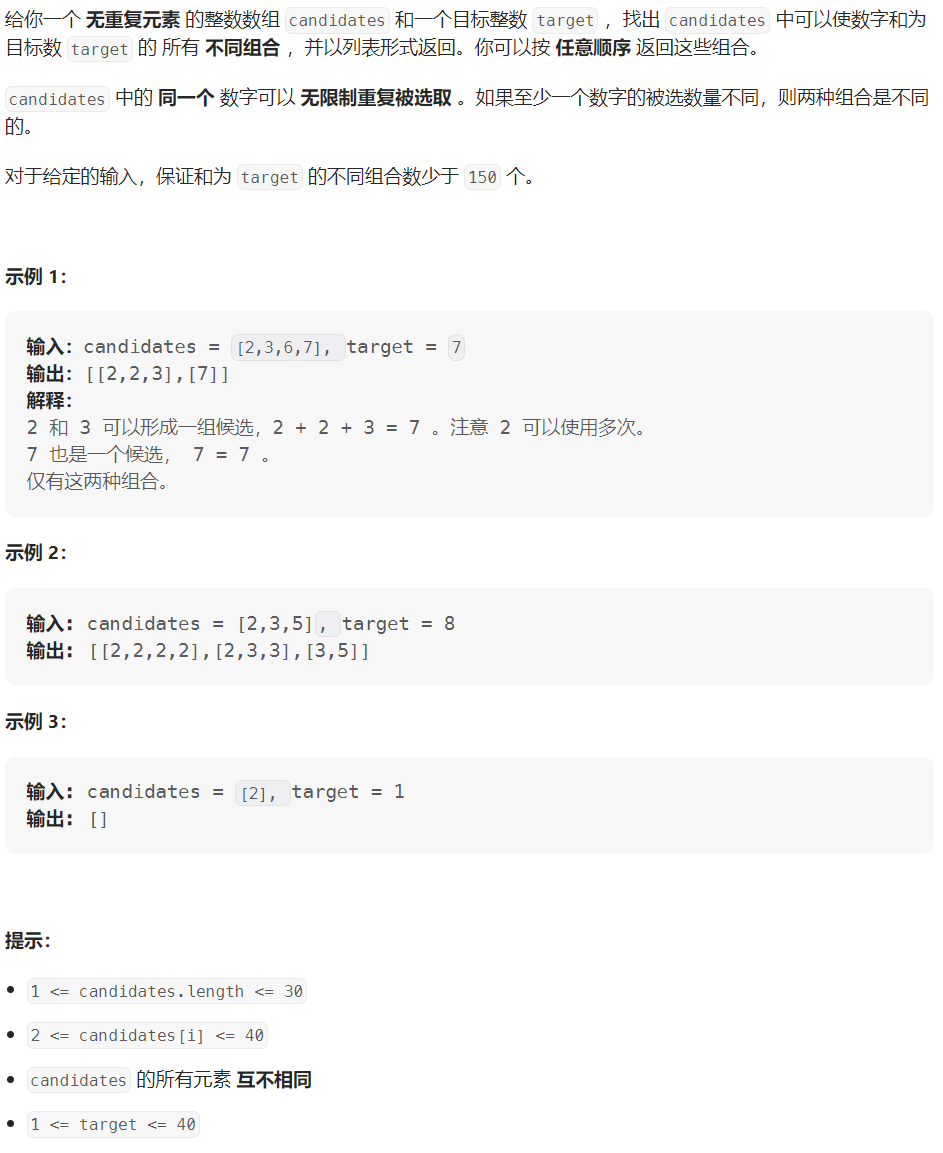 给你一个 无重复元素 的整数数组 candidates 和一个目标整数 target ，找出 candidates 中可以使数字和为
目标数 target 的 所有 不同组合 ，并以列表形式返回。你可以按 任意顺序 返回这些组合。
candidates 中的 同一个 数字可以 无限制重复被选取 。如果至少一个数字的被选数量不同，则两种组合是不同
的。
对于给定的输入，保证和为 target 的不同组合数少于 150 个。
示例 1：
输入：candidates = [2,3,6,7], target = 7
输出：[[2,2,3],[7]]
解释：
2 和 3 可以形成一组候选，2 + 2 + 3 = 7 。注意 2 可以使用多次。
7 也是一个候选， 7 = 7 。
仅有这两种组合。
示例 2：
输入: candidates = [2,3,5], target = 8
输出: [[2,2,2,2],[2,3,3],[3,5]]
示例 3：
输入: candidates = [2], target = 1
输出: []
提示：
• 1 <= candidates.length <= 30
• 2 <= candidates[i] <= 40
• candidates 的所有元素 互不相同
• 1 <= target <= 40